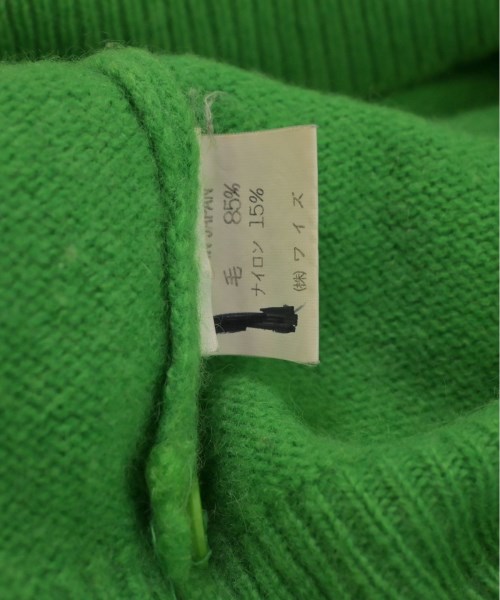 毛 85%
ナイロン 15%
(株) ワイズ